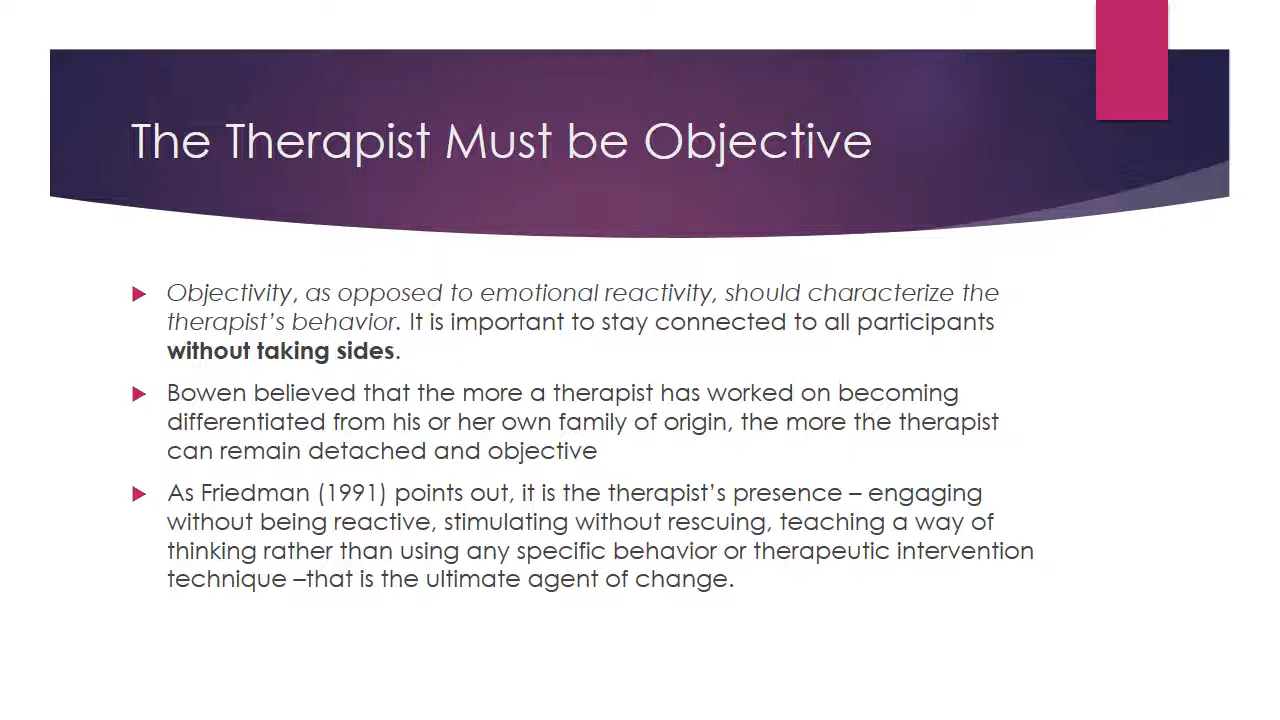 The Therapist Must be Objective
Objectivity, as opposed to emotional reactivity, should characterize the
therapist’s behavior. It is important to stay connected to all participants
without taking sides.
Bowen believed that the more a therapist has worked on becoming
differentiated from his or her own family of origin, the more the therapist
can remain detached and objective
As Friedman (1991) points out, it is the therapist’s presence – engaging
without being reactive, stimulating without rescuing, teaching a way of
thinking rather than using any specific behavior or therapeutic intervention
technique –that is the ultimate agent of change.